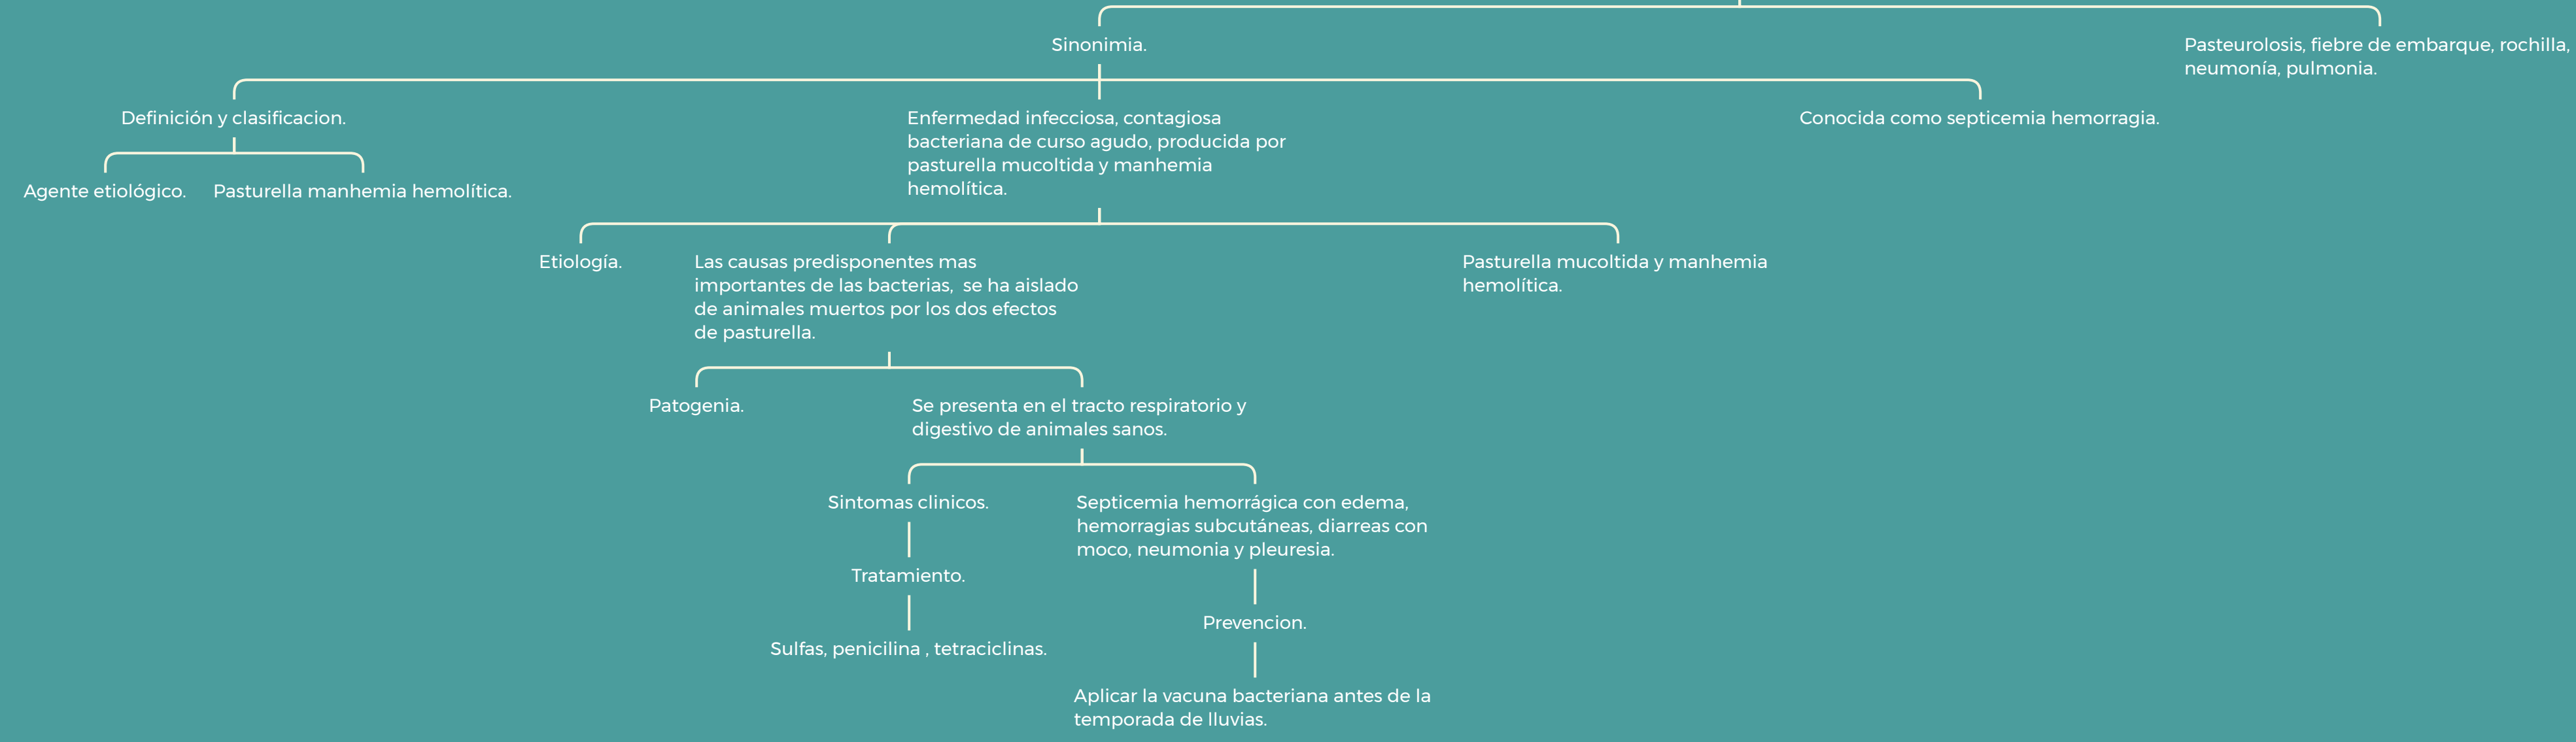 Sinonimia.
Pasteurolosis, fiebre de embarque, rochilla,
neumonía, pulmonia.
Definición y clasificacion.
Enfermedad infecciosa, contagiosa
bacteriana de curso agudo, producida por
pasturella mucoltida y manhemia
hemolítica.
Conocida como septicemia hemorragia.
Agente etiológico.
Pasturella manhemia hemolítica.
Etiología.
Las causas predisponentes mas
importantes de las bacterias,  se ha aislado
de animales muertos por los dos efectos
de pasturella.
Pasturella mucoltida y manhemia
hemolítica.
Patogenia.
Se presenta en el tracto respiratorio y
digestivo de animales sanos.
Sintomas clinicos.
Septicemia hemorrágica con edema,
hemorragias subcutáneas, diarreas con
moco, neumonia y pleuresia.
Tratamiento.
Prevencion.
Sulfas, penicilina , tetraciclinas.
Aplicar la vacuna bacteriana antes de la
temporada de lluvias.